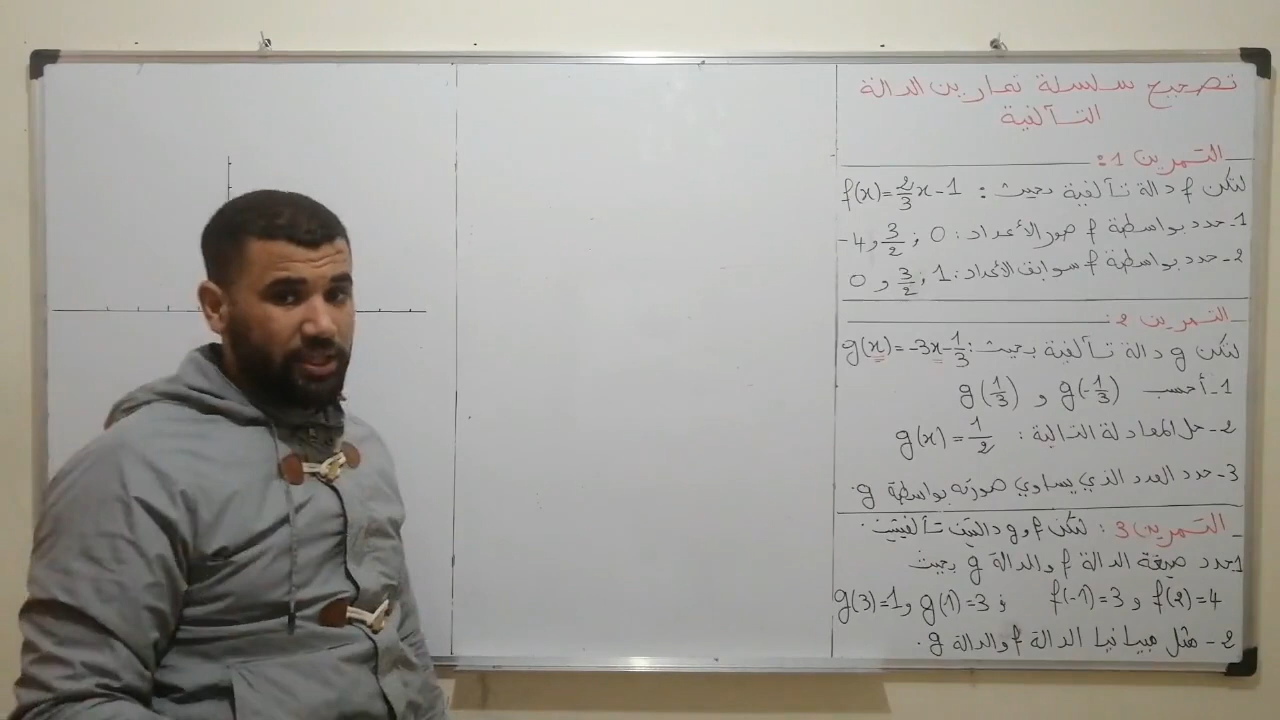 تصحيح سلسلة تمارين الدالة
التآلفية
التمرين 1:
لتكن f دالة تآلفية بحيث: f(x)=2/3x-1
1- حدد بواسطة f صور الأعداد: 0 ; 3/2 و -4
2- حدد بواسطة f سوابق الأعداد: 1 ; 3/2 و 0
التمرين 2:
لتكن g دالة تآلفية بحيث: g(x)=-3x-1/3
1- أحسب g(-1/3) و g(1/3)
2- حل المعادلة التالية: g(x)=1/2
3- حدد العدد الذي يساوي صورته بواسطة g.
التمرين 3: لتكن f و g دالتين تآلفيتين.
1- حدد صيغة الدالة f والدالة g بحيث
f(2)=4 و f(-1)=3 ; g(1)=3 و g(3)=1
2- مثل مبيانيا الدالة f والدالة g.